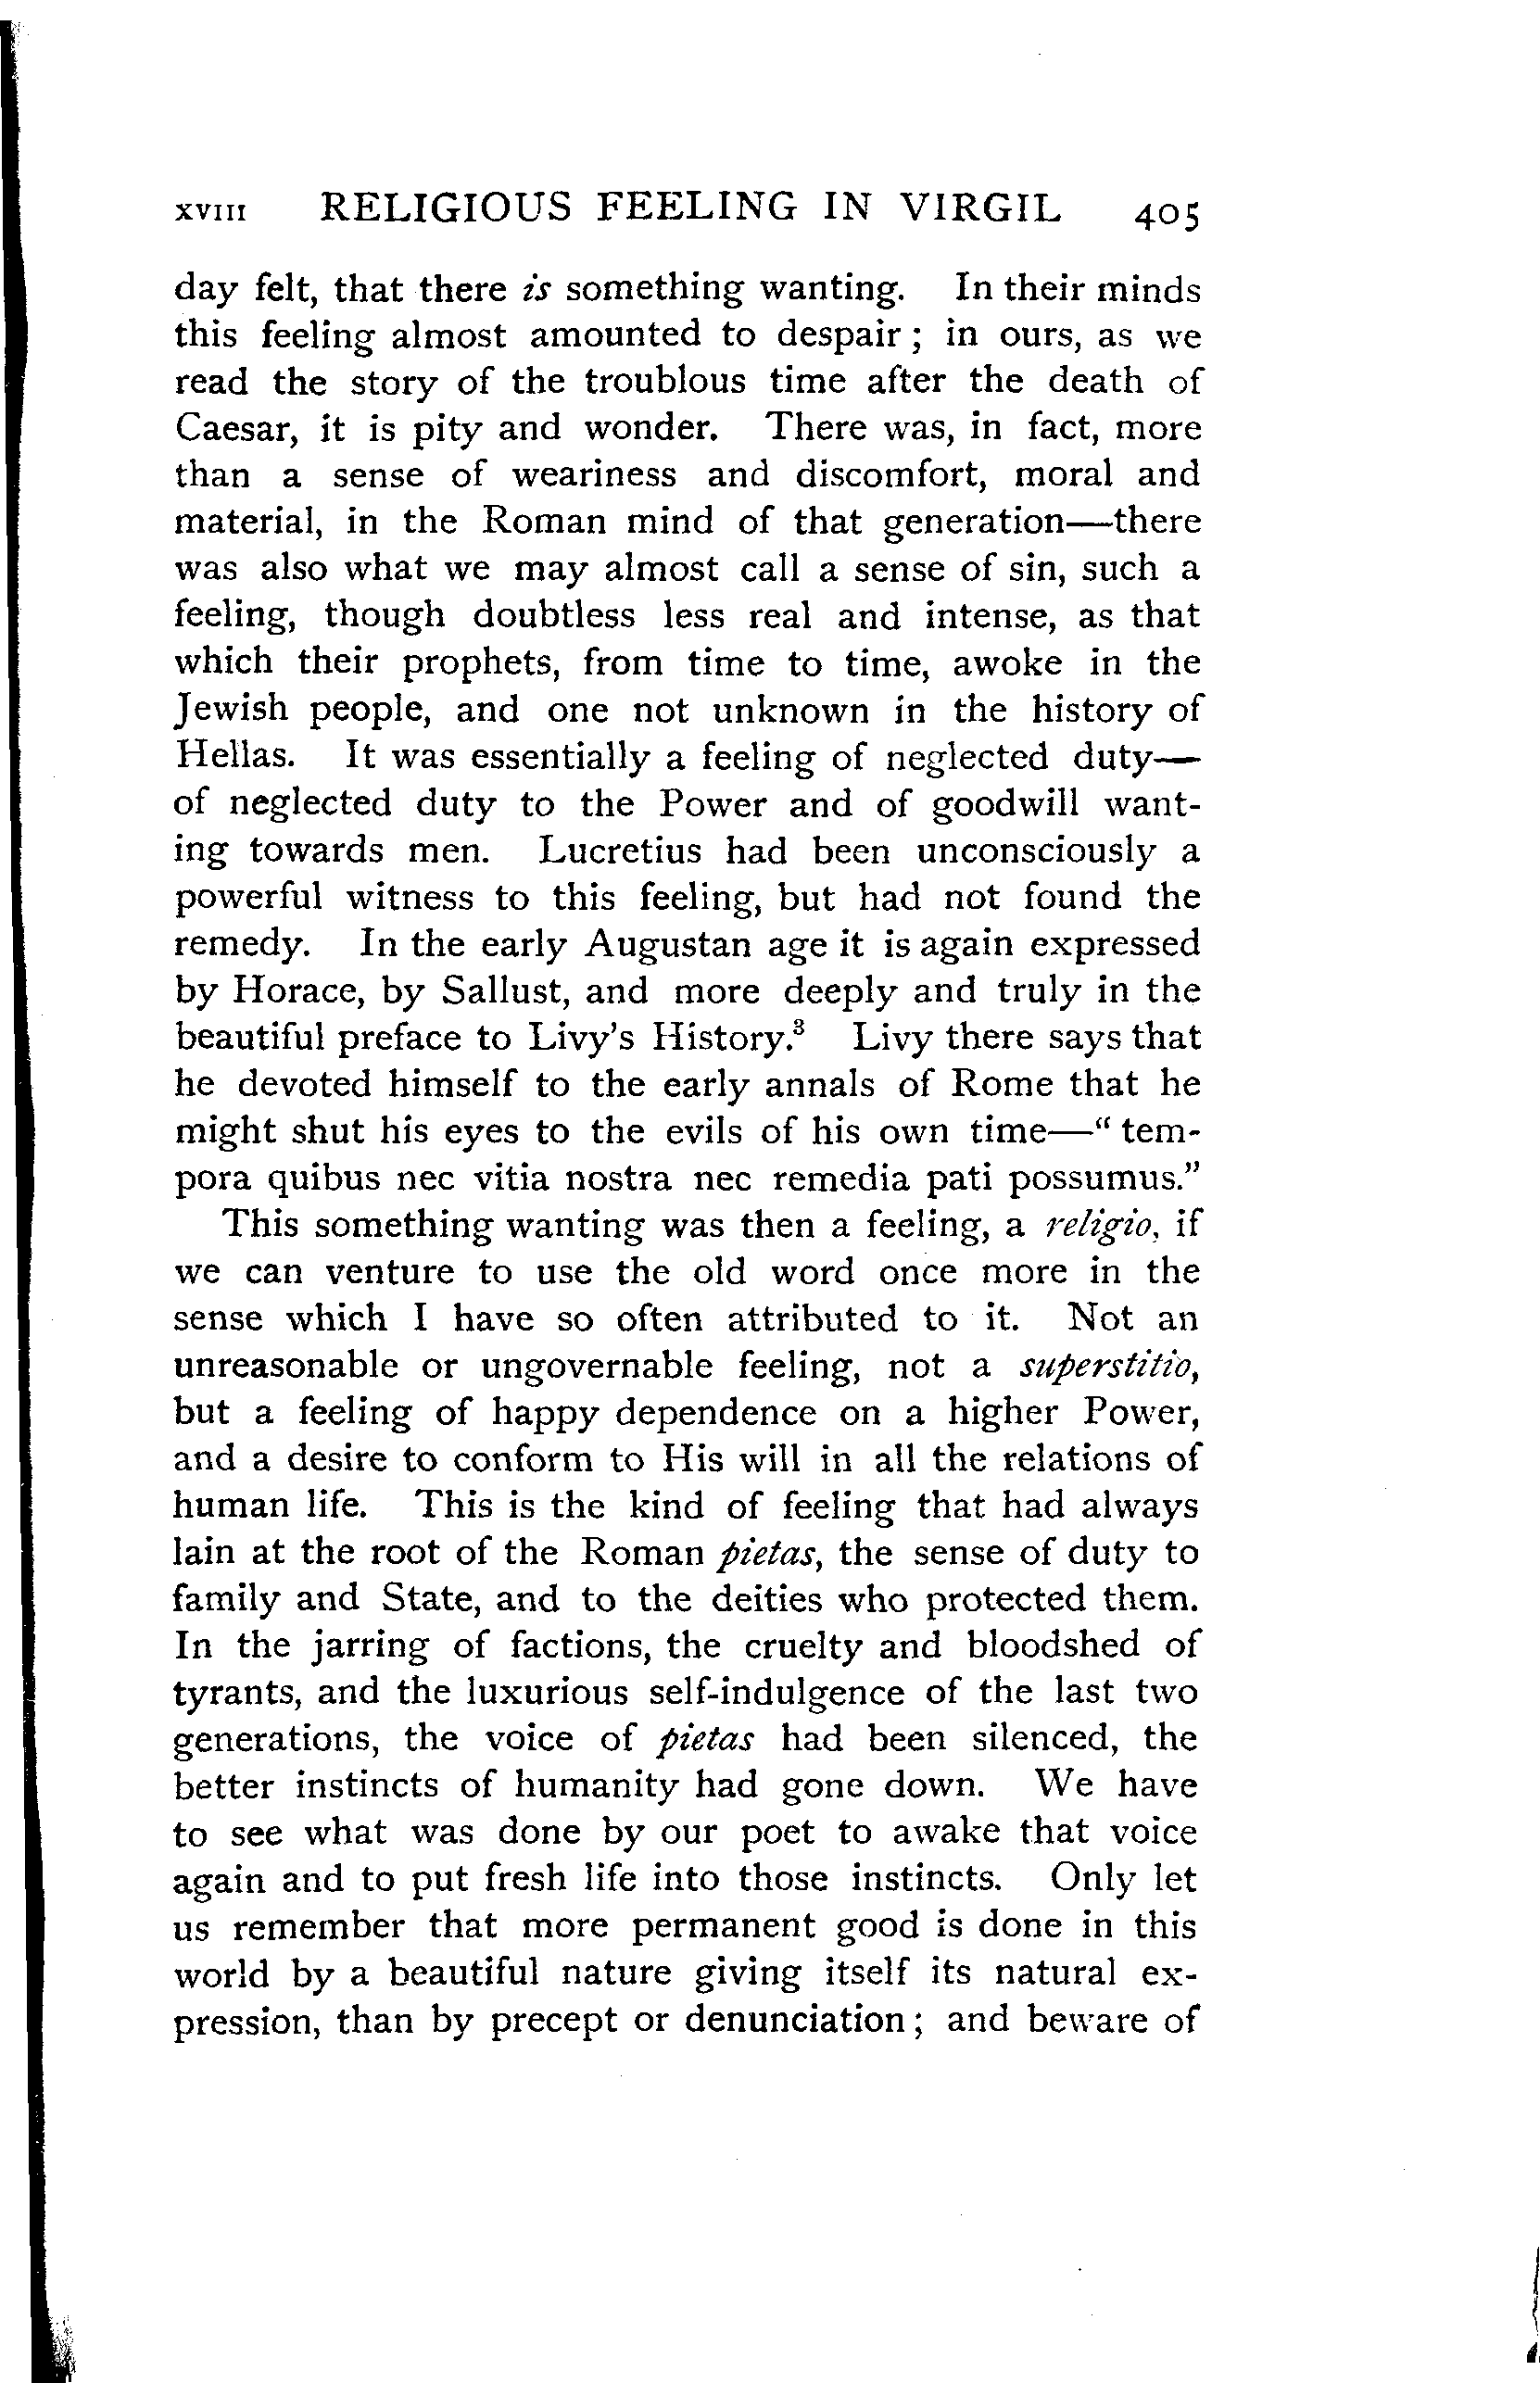 xviii RELIGIOUS FEELING IN VIRGIL 405
day felt, that there is something wanting. In their minds
this feeling almost amounted to despair ; in ours, as we
read the story of the troublous time after the death of
Caesar, it is pity and wonder. There was, in fact, more
than a sense of weariness and discomfort, moral and
material, in the Roman mind of that generation—there
was also what we may almost call a sense of sin, such a
feeling, though doubtless less real and intense, as that
which their prophets, from time to time, awoke in the
Jewish people, and one not unknown in the history of
Hellas. It was essentially a feeling of neglected duty—
of neglected duty to the Power and of goodwill want-
ing towards men. Lucretius had been unconsciously a
powerful witness to this feeling, but had not found the
remedy. In the early Augustan age it is again expressed
by Horace, by Sallust, and more deeply and truly in the
beautiful preface to Livy's History.³ Livy there says that
he devoted himself to the early annals of Rome that he
might shut his eyes to the evils of his own time—" tem-
pora quibus nec vitia nostra nec remedia pati possumus."
This something wanting was then a feeling, a religio, if
we can venture to use the old word once more in the
sense which I have so often attributed to it. Not an
unreasonable or ungovernable feeling, not a superstitio,
but a feeling of happy dependence on a higher Power,
and a desire to conform to His will in all the relations of
human life. This is the kind of feeling that had always
lain at the root of the Roman pietas, the sense of duty to
family and State, and to the deities who protected them.
In the jarring of factions, the cruelty and bloodshed of
tyrants, and the luxurious self-indulgence of the last two
generations, the voice of pietas had been silenced, the
better instincts of humanity had gone down. We have
to see what was done by our poet to awake that voice
again and to put fresh life into those instincts. Only let
us remember that more permanent good is done in this
world by a beautiful nature giving itself its natural ex-
pression, than by precept or denunciation ; and beware of